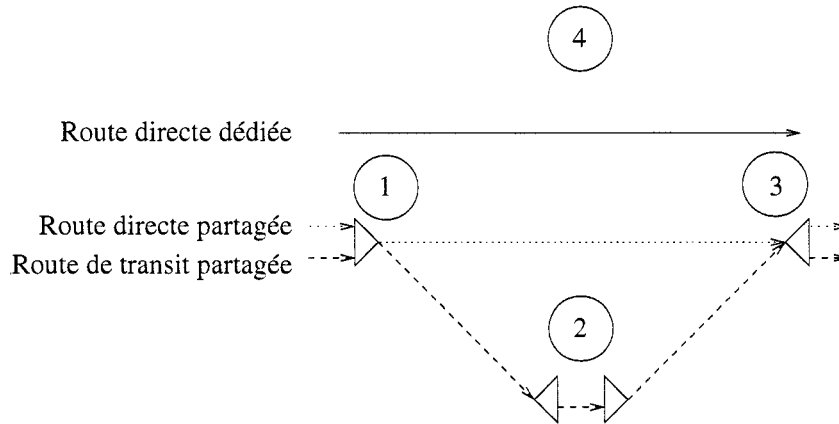 4
Route directe dédiée
1
3
Route directe partagée
Route de transit partagée
2